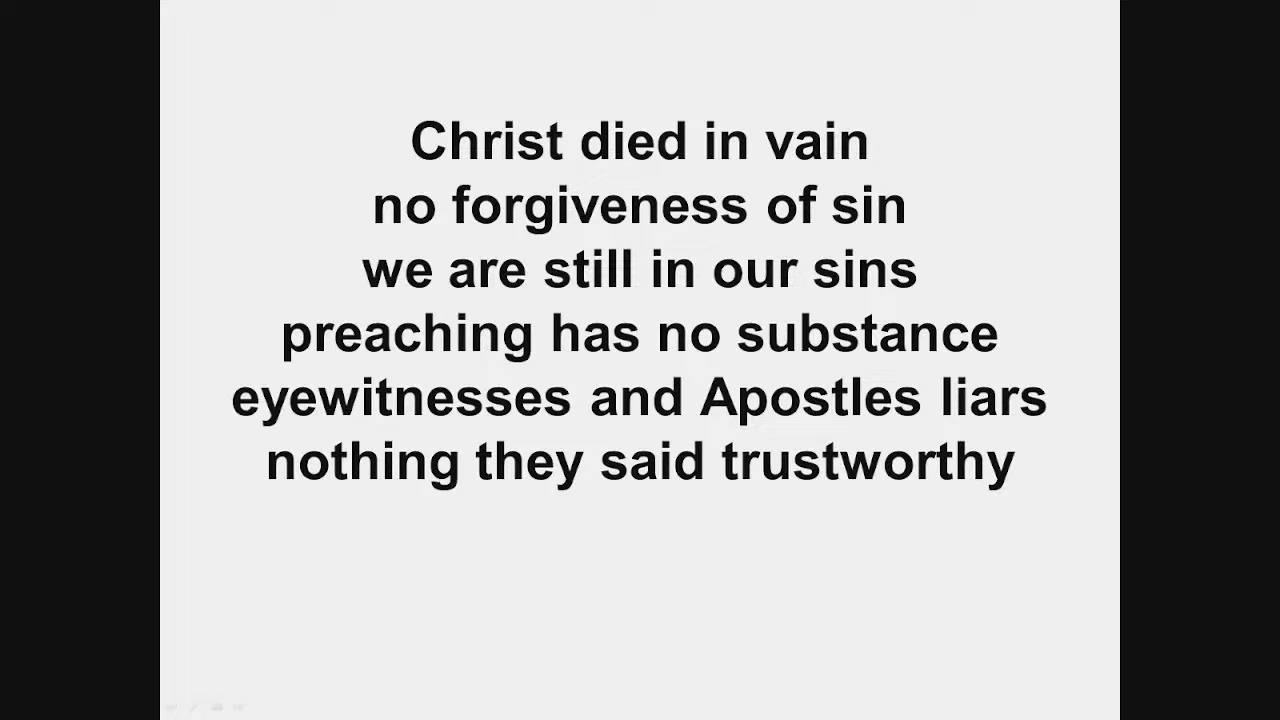 Christ died in vain
no forgiveness of sin
we are still in our sins
preaching has no substance
eyewitnesses and Apostles liars
nothing they said trustworthy